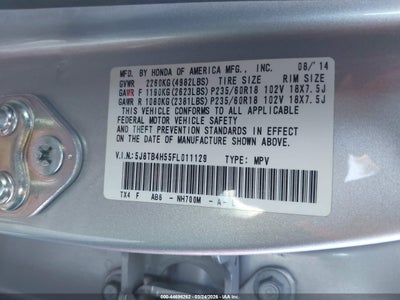 MFD. BY HONDA OF AMERICA MFG., INC. 08/'14
GVWR 2260KG(4982LBS) TIRE SIZE RIM SIZE
GAWR F 1190KG(2623LBS) P235/60R18 102V 18X7.5J
GAWR R 1080KG(2381LBS) P235/60R18 102V 18X7.5J
THIS VEHICLE CONFORMS TO ALL APPLICABLE
FEDERAL MOTOR VEHICLE SAFETY
AND THEFT PREVENTION STANDARDS IN EFFECT
ON THE DATE OF MANUFACTURE SHOWN ABOVE.
V.I.N.:5J8TB4H55FL011129 TYPE: MPV
TX4 F AB6 - NH700M - A-
000-44696262 - 03/24/2026 - IAAI